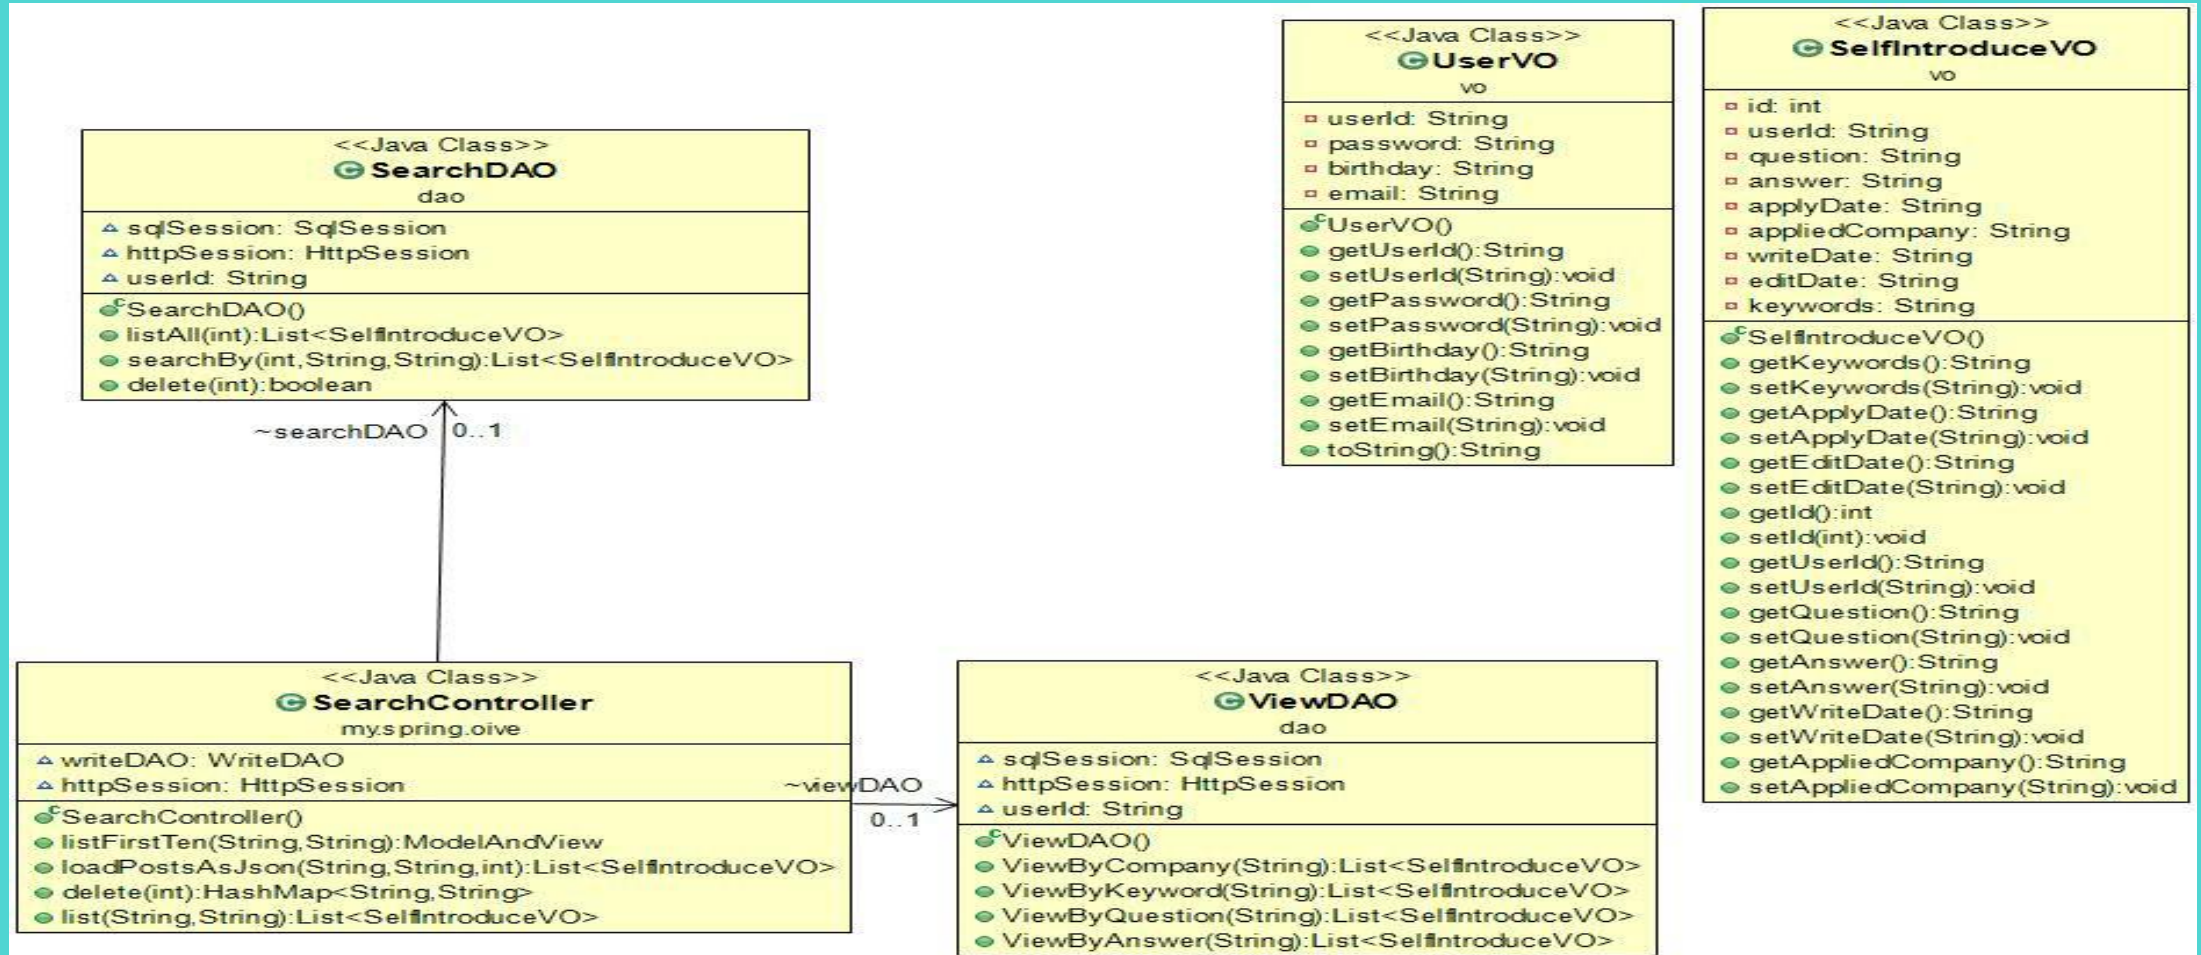 <<Java Class>>
SearchDAO
dao
sqlSession: SqlSession
httpSession: HttpSession
userId: String
SearchDAO()
listAll(int):List<SelfIntroduceVO>
searchBy(int,String,String):List<SelfIntroduceVO>
delete(int):boolean
~searchDAO 0..1
<<Java Class>>
SearchController
my.spring.oive
writeDAO: WriteDAO
httpSession: HttpSession
SearchController()
listFirstTen(String,String):ModelAndView
loadPostsAsJson(String,String,int):List<SelfIntroduceVO>
delete(int):HashMap<String,String>
list(String,String):List<SelfIntroduceVO>
~viewDAO
0..1
<<Java Class>>
ViewDAO
dao
sqlSession: SqlSession
httpSession: HttpSession
userId: String
ViewDAO()
ViewByCompany(String):List<SelfIntroduceVO>
ViewByKeyword(String):List<SelfIntroduceVO>
ViewByQuestion(String):List<SelfIntroduceVO>
ViewByAnswer(String):List<SelfIntroduceVO>
<<Java Class>>
UserVO
vo
userId: String
password: String
birthday: String
email: String
UserVO()
getUserId():String
setUserId(String):void
getPassword():String
setPassword(String):void
getBirthday():String
setBirthday(String):void
getEmail():String
setEmail(String):void
toString():String
<<Java Class>>
SelfIntroduceVO
vo
id: int
userId: String
question: String
answer: String
applyDate: String
appliedCompany: String
writeDate: String
editDate: String
keywords: String
SelfIntroduceVO()
getKeywords():String
setKeywords(String):void
getApplyDate():String
setApplyDate(String):void
getEditDate():String
setEditDate(String):void
getId():int
setId(int):void
getUserId():String
setUserId(String):void
getQuestion():String
setQuestion(String):void
getAnswer():String
setAnswer(String):void
getWriteDate():String
setWriteDate(String):void
getAppliedCompany():String
setAppliedCompany(String):void